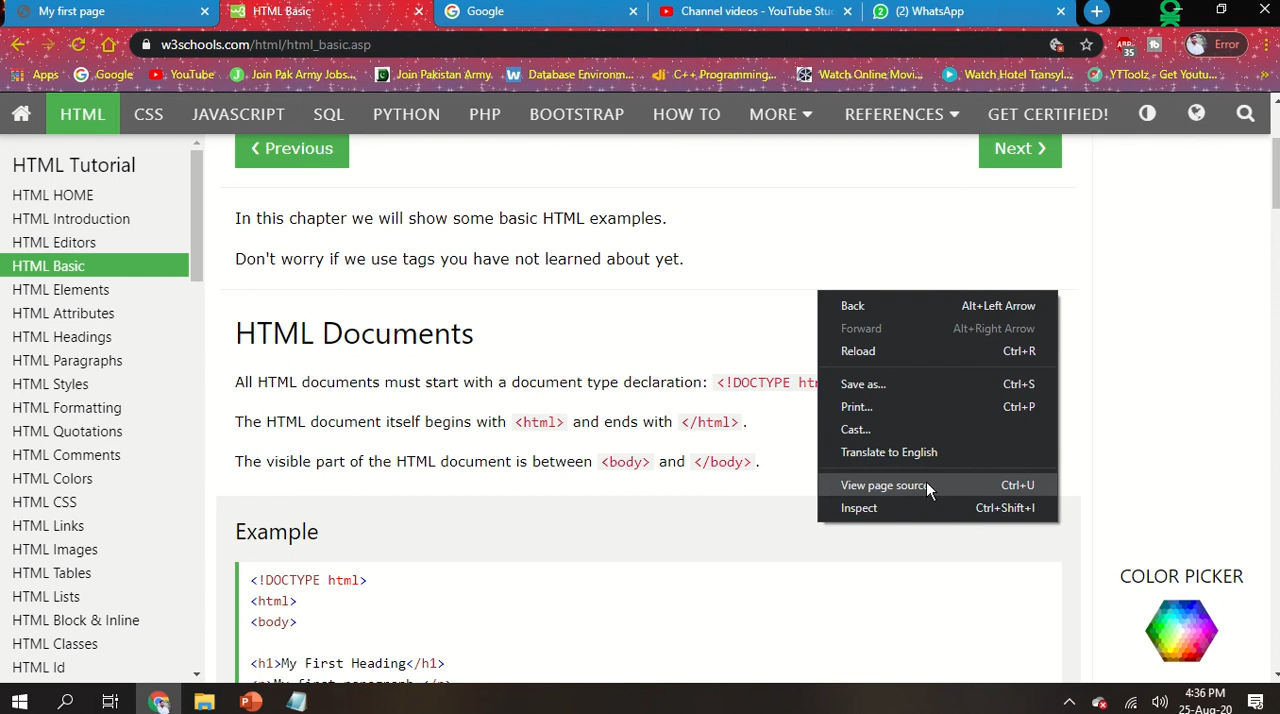 My first page
HTML Basic
Google
Channel videos - YouTube Stu
(2) WhatsApp
w3schools.com/html/html_basic.asp
ABP
35
Error
Apps
Google
YouTube
Join Pak Army Jobs...
Join Pakistan Army.
Database Environm...
C++ Programming...
Watch Online Movi...
Watch Hotel Transyl...
YTToolz - Get Youtu...
HTML
CSS
JAVASCRIPT
SQL
PYTHON
PHP
BOOTSTRAP
HOW TO
MORE
REFERENCES
GET CERTIFIED!
HTML Tutorial
HTML HOME
HTML Introduction
HTML Editors
HTML Basic
HTML Elements
HTML Attributes
HTML Headings
HTML Paragraphs
HTML Styles
HTML Formatting
HTML Quotations
HTML Comments
HTML Colors
HTML CSS
HTML Links
HTML Images
HTML Tables
HTML Lists
HTML Block & Inline
HTML Classes
HTML Id
❮ Previous
Next ❯
In this chapter we will show some basic HTML examples.
Don't worry if we use tags you have not learned about yet.
HTML Documents
All HTML documents must start with a document type declaration: <!DOCTYPE htm
The HTML document itself begins with <html> and ends with </html>.
The visible part of the HTML document is between <body> and </body>.
Example
<!DOCTYPE html>
<html>
<body>
<h1>My First Heading</h1>
<p>My first paragraph.</p>
Back Alt+Left Arrow
Forward Alt+Right Arrow
Reload Ctrl+R
Save as... Ctrl+S
Print... Ctrl+P
Cast...
Translate to English
View page source Ctrl+U
Inspect Ctrl+Shift+I
COLOR PICKER
4:36 PM
25-Aug-20